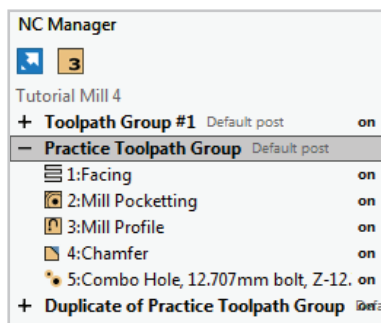 NC Manager
3
Tutorial Mill 4
+ Toolpath Group #1 Default post on
− Practice Toolpath Group Default post
1:Facing on
2:Mill Pocketting on
3:Mill Profile on
4:Chamfer on
5:Combo Hole, 12.707mm bolt, Z-12. on
+ Duplicate of Practice Toolpath Group on